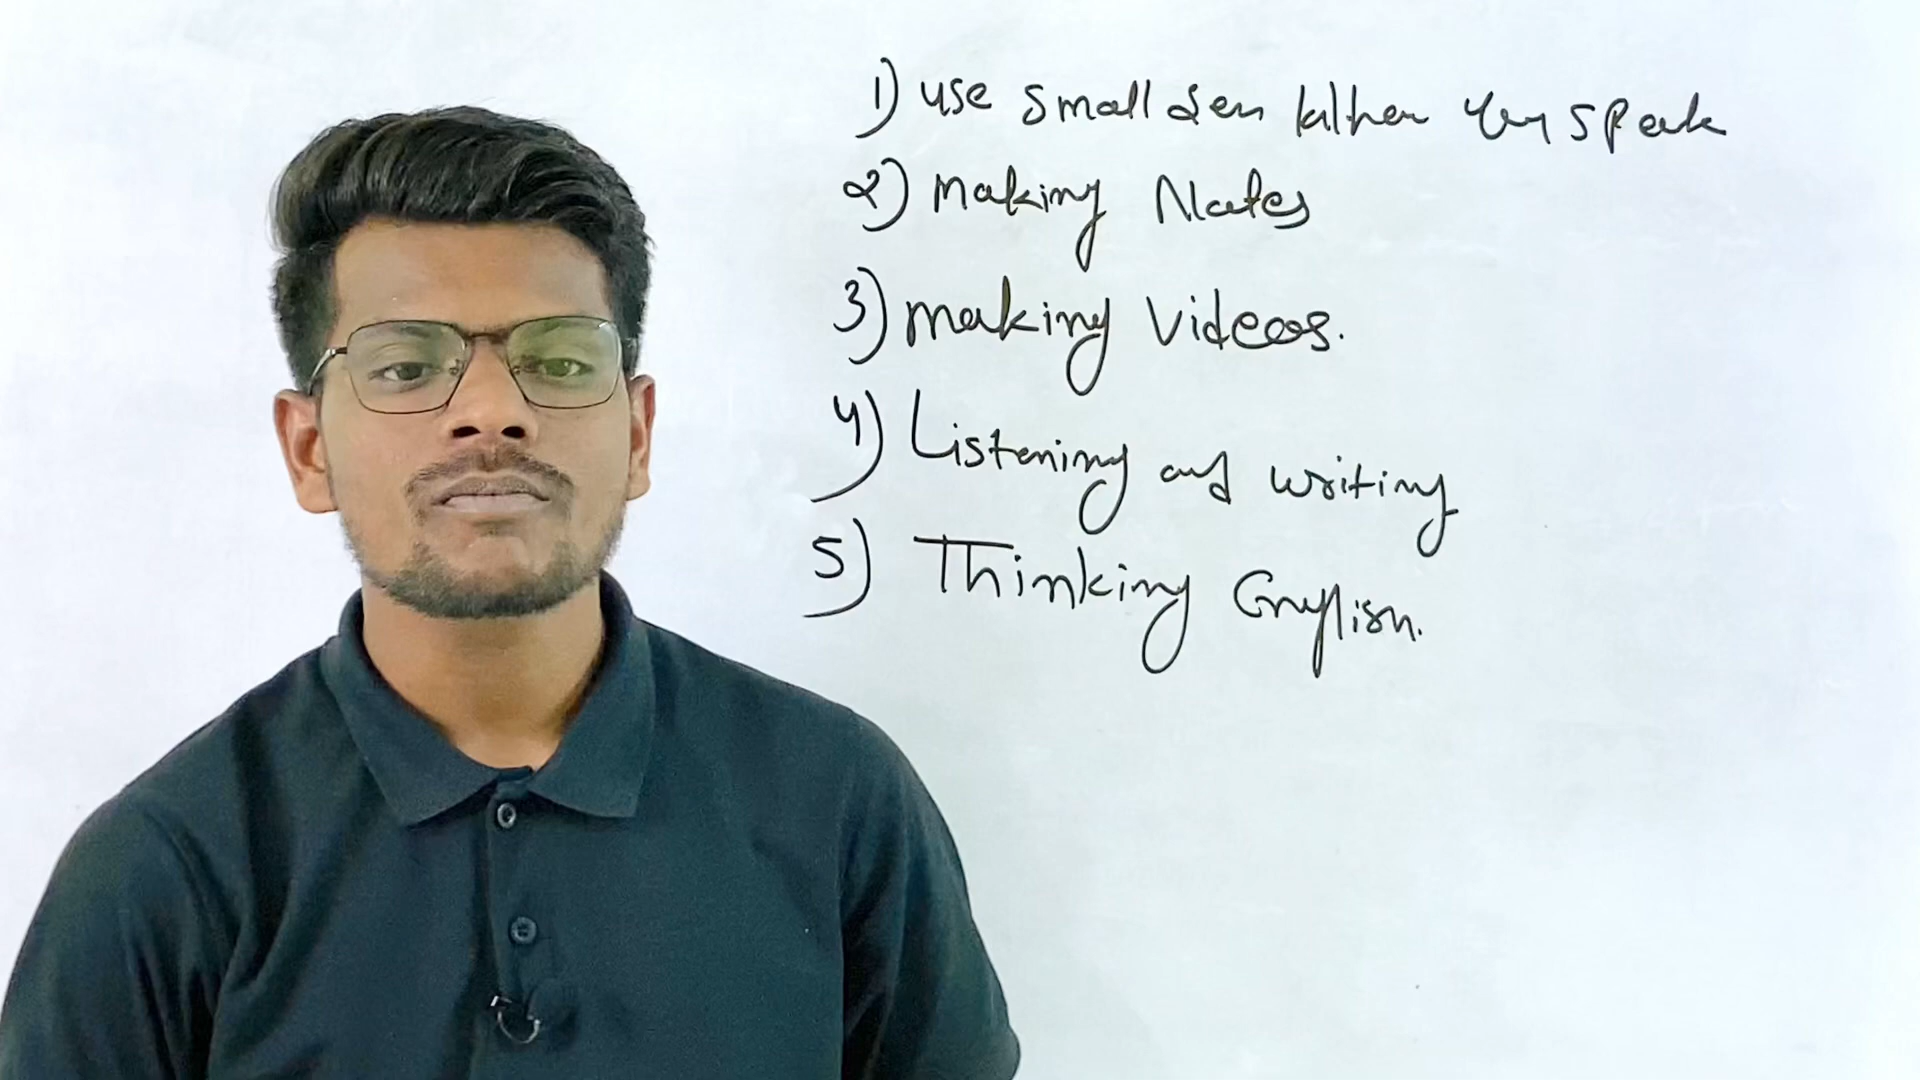 1) use small sen when you speak
2) Making Notes
3) making videos.
4) Listening and writing
5) Thinking English.